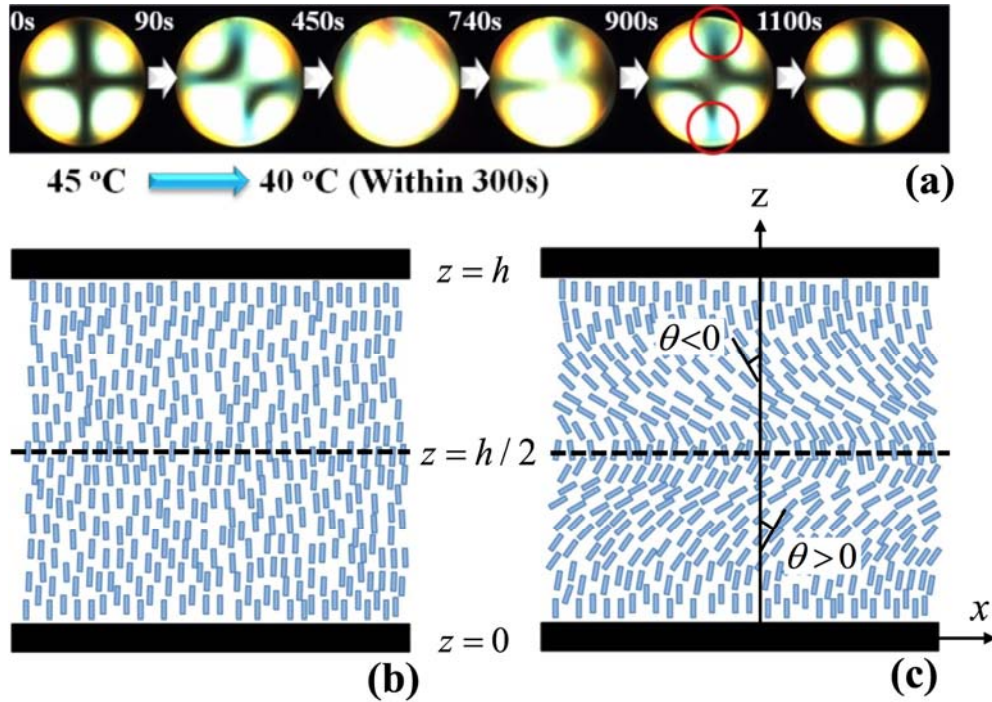 0s 90s 450s 740s 900s 1100s
45 °C 40 °C (Within 300s)
(a)
z
z = h
θ<0
z = h / 2
θ>0
x
z = 0
(b)
(c)